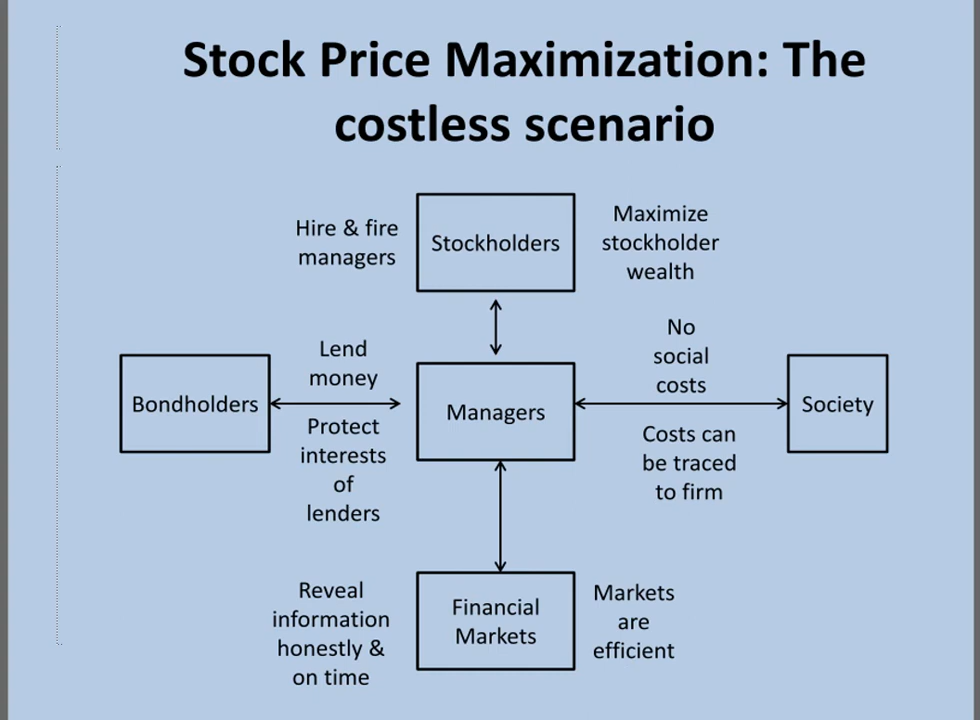 Stock Price Maximization: The
costless scenario
Hire & fire
managers
Stockholders
Maximize
stockholder
wealth
Lend
money
No
social
costs
Bondholders
Managers
Society
Protect
interests
of
lenders
Costs can
be traced
to firm
Reveal
information
honestly &
on time
Financial
Markets
Markets
are
efficient